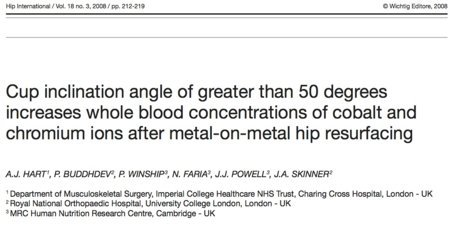 Hip International / Vol. 18 no. 3, 2008 / pp. 212-219
© Wichtig Editore, 2008
Cup inclination angle of greater than 50 degrees
increases whole blood concentrations of cobalt and
chromium ions after metal-on-metal hip resurfacing
A.J. HART¹, P. BUDDHDEV², P. WINSHIP³, N. FARIA³, J.J. POWELL³, J.A. SKINNER²
¹ Department of Musculoskeletal Surgery, Imperial College Healthcare NHS Trust, Charing Cross Hospital, London - UK
² Royal National Orthopaedic Hospital, University College London, London - UK
³ MRC Human Nutrition Research Centre, Cambridge - UK